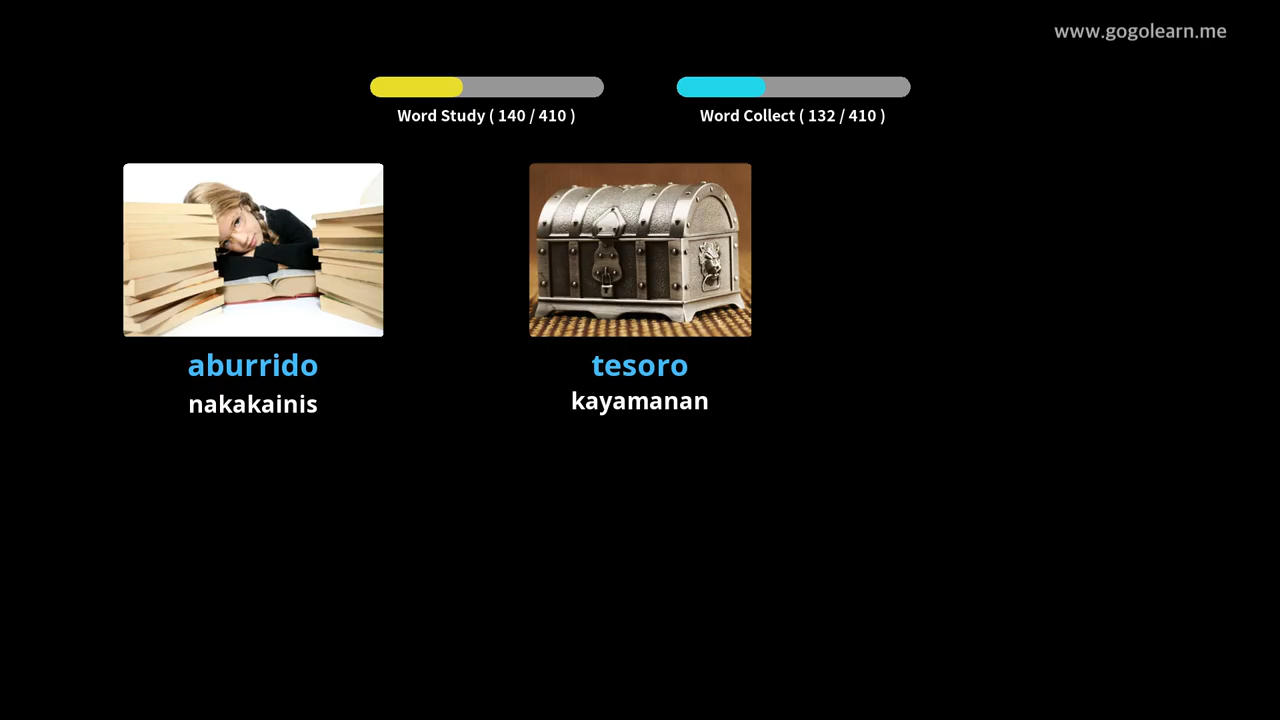 www.gogolearn.me
Word Study ( 140 / 410 )
Word Collect ( 132 / 410 )
aburrido
nakakainis
tesoro
kayamanan